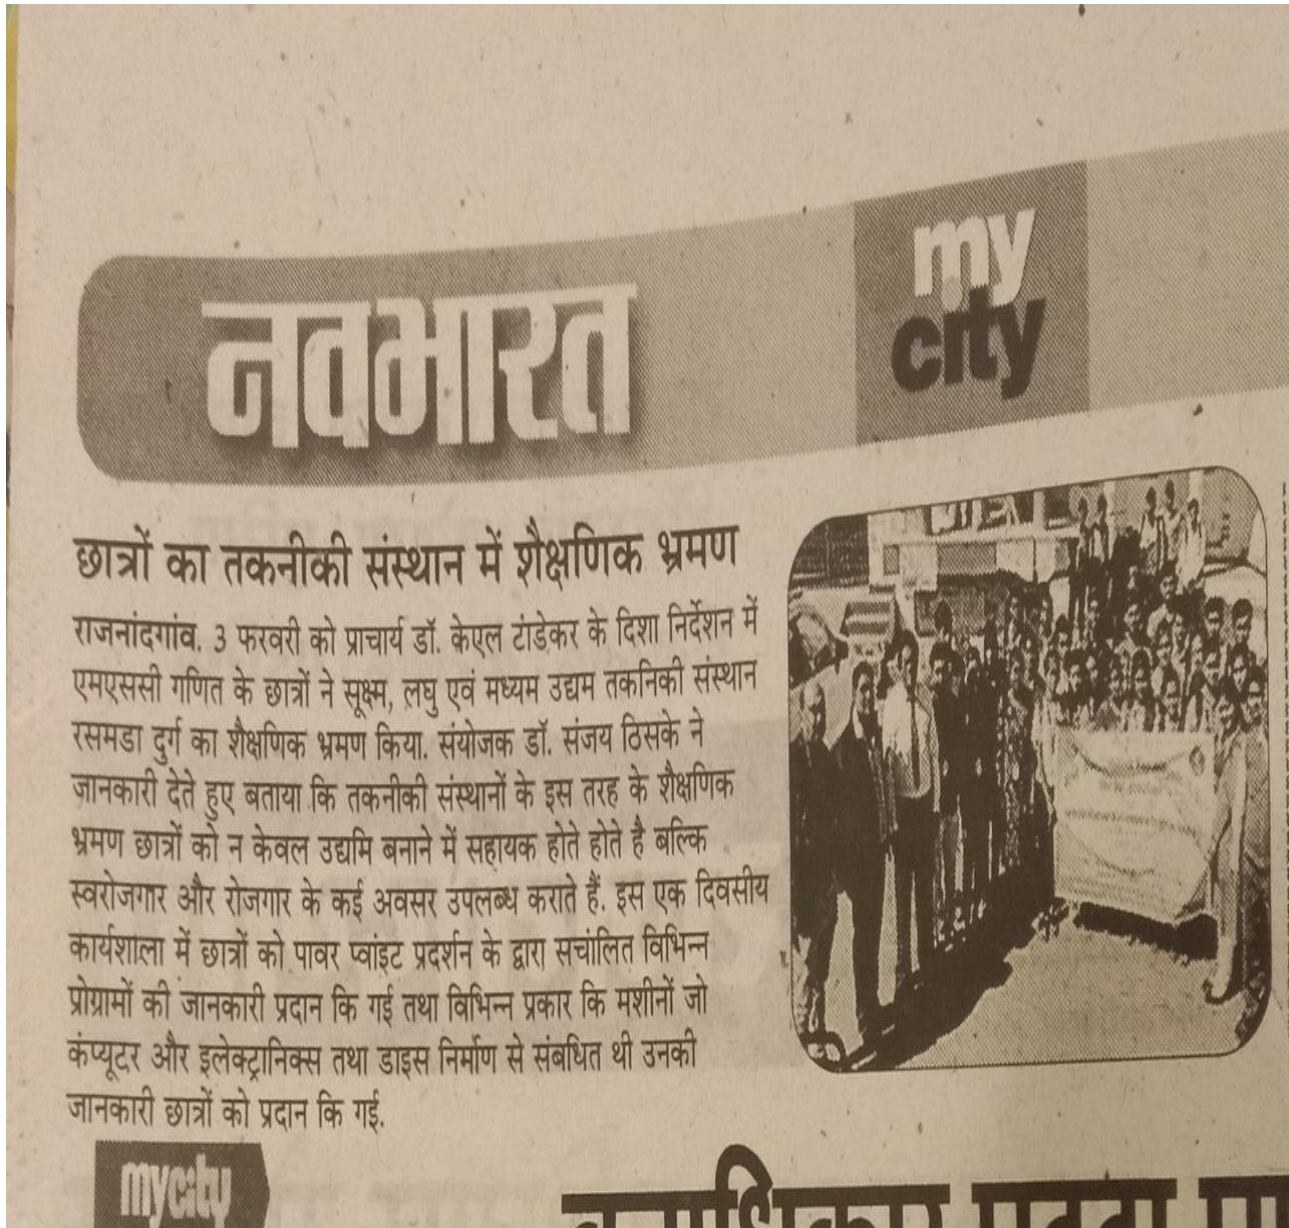 नवभारत
my
city
छात्रों का तकनीकी संस्थान में शैक्षणिक भ्रमण
राजनांदगांव. 3 फरवरी को प्राचार्य डॉ. केएल टांडेकर के दिशा निर्देशन में
एमएससी गणित के छात्रों ने सूक्ष्म, लघु एवं मध्यम उद्यम तकनिकी संस्थान
रसमडा दुर्ग का शैक्षणिक भ्रमण किया. संयोजक डॉ. संजय ठिसके ने
जानकारी देते हुए बताया कि तकनीकी संस्थानों के इस तरह के शैक्षणिक
भ्रमण छात्रों को न केवल उद्यमि बनाने में सहायक होते होते है बल्कि
स्वरोजगार और रोजगार के कई अवसर उपलब्ध कराते हैं. इस एक दिवसीय
कार्यशाला में छात्रों को पावर प्वांइट प्रदर्शन के द्वारा सचांलित विभिन्न
प्रोग्रामों की जानकारी प्रदान कि गई तथा विभिन्न प्रकार कि मशीनों जो
कंप्यूटर और इलेक्ट्रानिक्स तथा डाइस निर्माण से संबधित थी उनकी
जानकारी छात्रों को प्रदान कि गई.
mycity